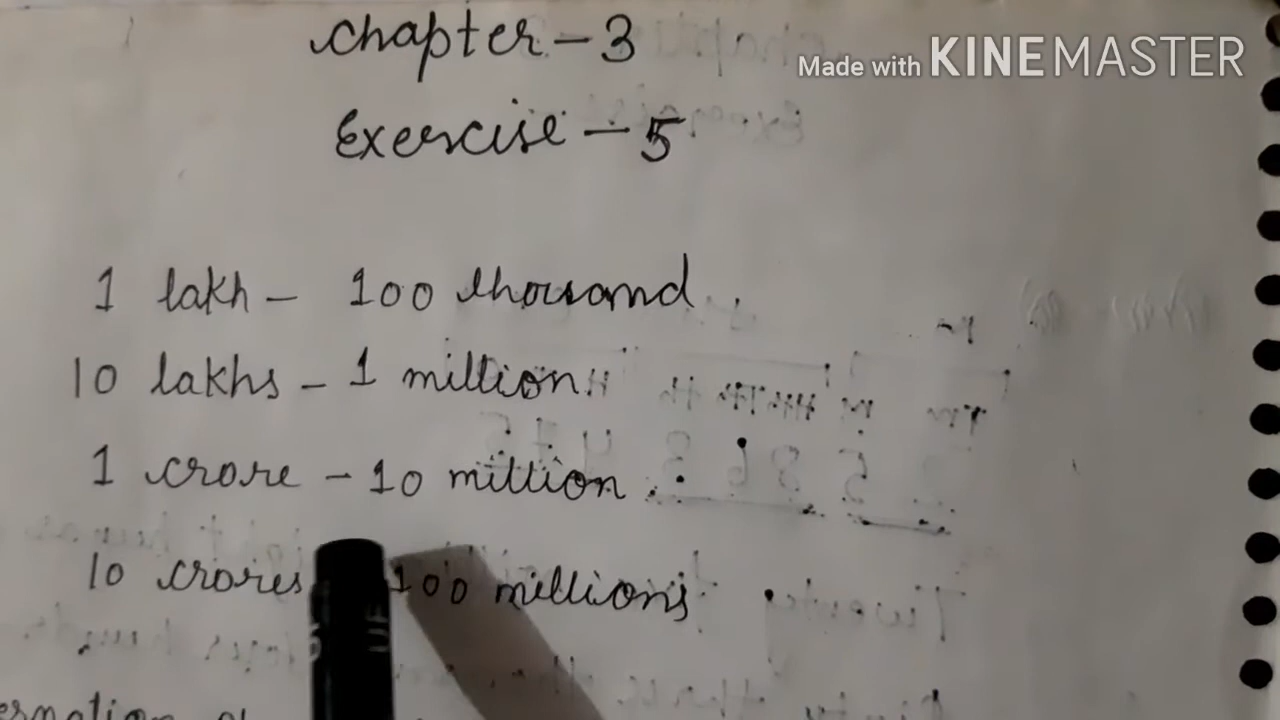 chapter - 3
Made with KINEMASTER
Exercise - 5
1 lakh - 100 thousand.
10 lakhs - 1 million
1 crore - 10 million.
10 crores 100 millions